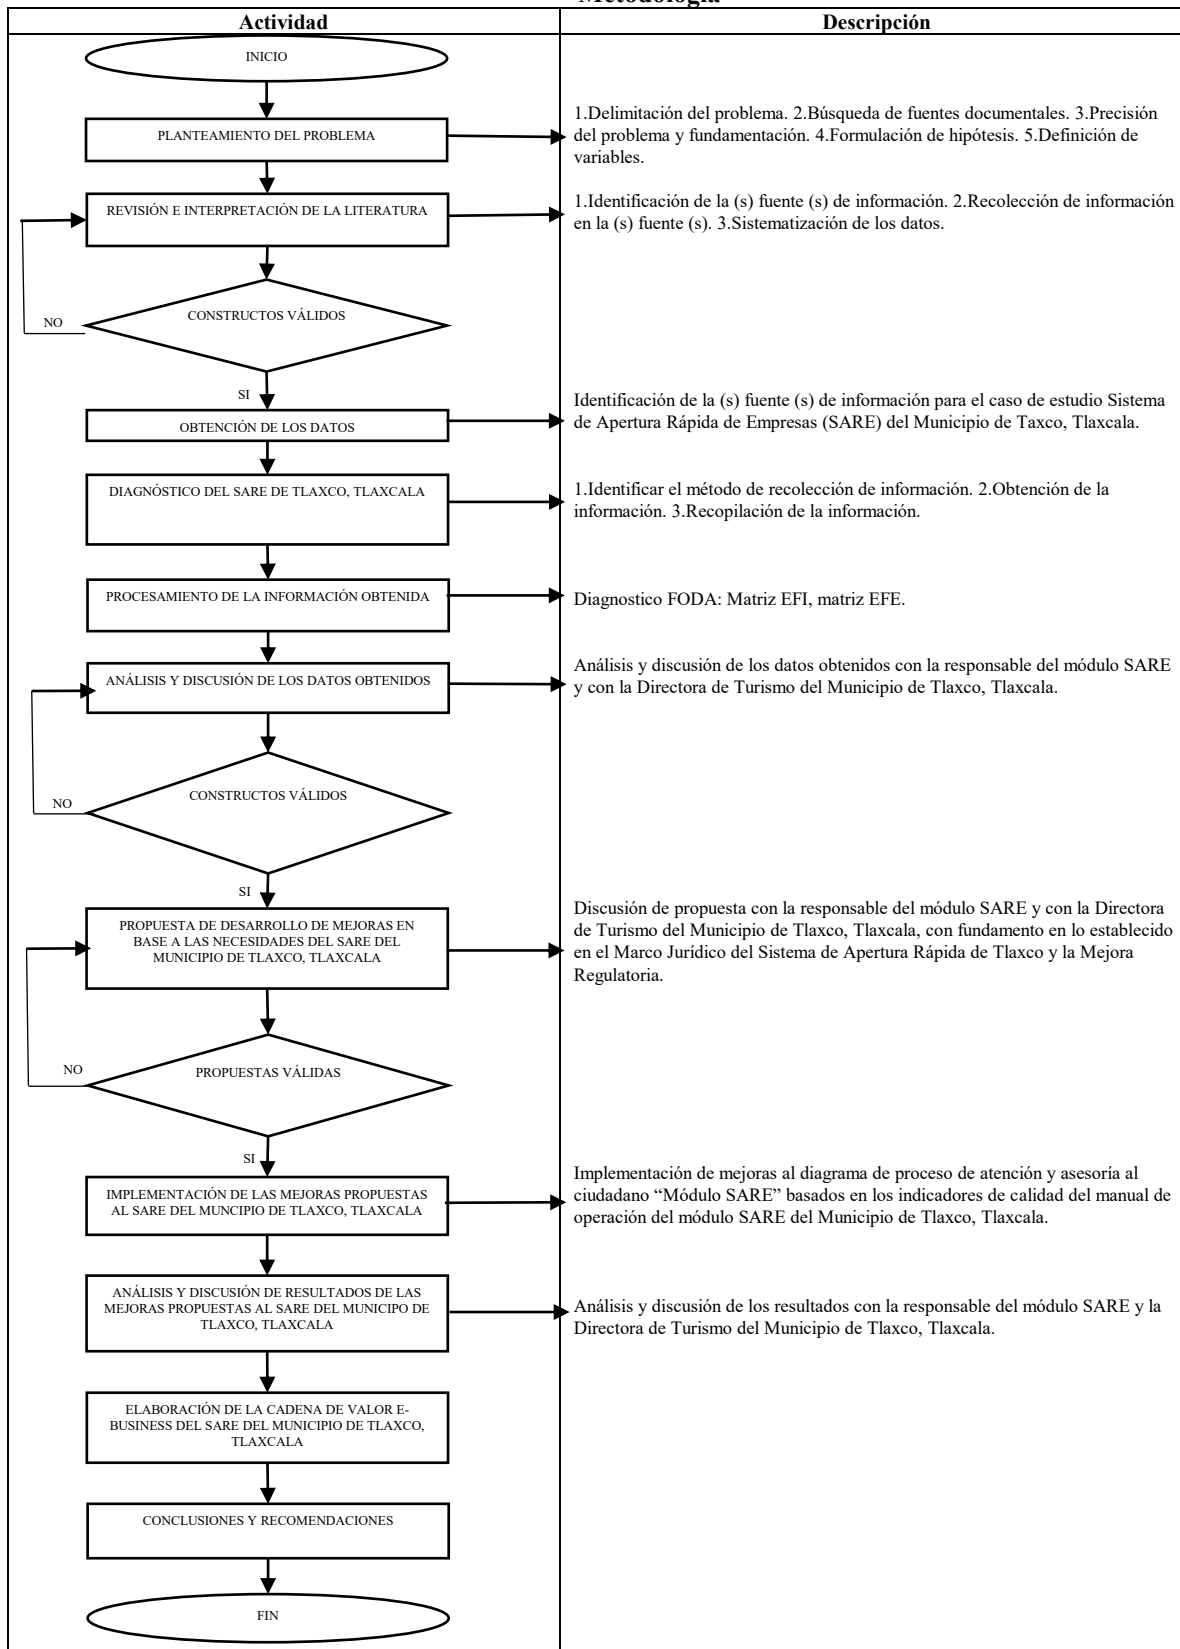 Metodología
Actividad
Descripción
INICIO
PLANTEAMIENTO DEL PROBLEMA
1.Delimitación del problema. 2.Búsqueda de fuentes documentales. 3.Precisión
del problema y fundamentación. 4.Formulación de hipótesis. 5.Definición de
variables.
REVISIÓN E INTERPRETACIÓN DE LA LITERATURA
1.Identificación de la (s) fuente (s) de información. 2.Recolección de información
en la (s) fuente (s). 3.Sistematización de los datos.
CONSTRUCTOS VÁLIDOS
NO
SI
OBTENCIÓN DE LOS DATOS
Identificación de la (s) fuente (s) de información para el caso de estudio Sistema
de Apertura Rápida de Empresas (SARE) del Municipio de Taxco, Tlaxcala.
DIAGNÓSTICO DEL SARE DE TLAXCO, TLAXCALA
1.Identificar el método de recolección de información. 2.Obtención de la
información. 3.Recopilación de la información.
PROCESAMIENTO DE LA INFORMACIÓN OBTENIDA
Diagnostico FODA: Matriz EFI, matriz EFE.
ANÁLISIS Y DISCUSIÓN DE LOS DATOS OBTENIDOS
Análisis y discusión de los datos obtenidos con la responsable del módulo SARE
y con la Directora de Turismo del Municipio de Tlaxco, Tlaxcala.
CONSTRUCTOS VÁLIDOS
NO
SI
PROPUESTA DE DESARROLLO DE MEJORAS EN
BASE A LAS NECESIDADES DEL SARE DEL
MUNICIPIO DE TLAXCO, TLAXCALA
Discusión de propuesta con la responsable del módulo SARE y con la Directora
de Turismo del Municipio de Tlaxco, Tlaxcala, con fundamento en lo establecido
en el Marco Jurídico del Sistema de Apertura Rápida de Tlaxco y la Mejora
Regulatoria.
PROPUESTAS VÁLIDAS
NO
SI
IMPLEMENTACIÓN DE LAS MEJORAS PROPUESTAS
AL SARE DEL MUNCIPIO DE TLAXCO, TLAXCALA
Implementación de mejoras al diagrama de proceso de atención y asesoría al
ciudadano “Módulo SARE” basados en los indicadores de calidad del manual de
operación del módulo SARE del Municipio de Tlaxco, Tlaxcala.
ANÁLISIS Y DISCUSIÓN DE RESULTADOS DE LAS
MEJORAS PROPUESTAS AL SARE DEL MUNICIPO DE
TLAXCO, TLAXCALA
Análisis y discusión de los resultados con la responsable del módulo SARE y la
Directora de Turismo del Municipio de Tlaxco, Tlaxcala.
ELABORACIÓN DE LA CADENA DE VALOR E-
BUSINESS DEL SARE DEL MUNICIPIO DE TLAXCO,
TLAXCALA
CONCLUSIONES Y RECOMENDACIONES
FIN